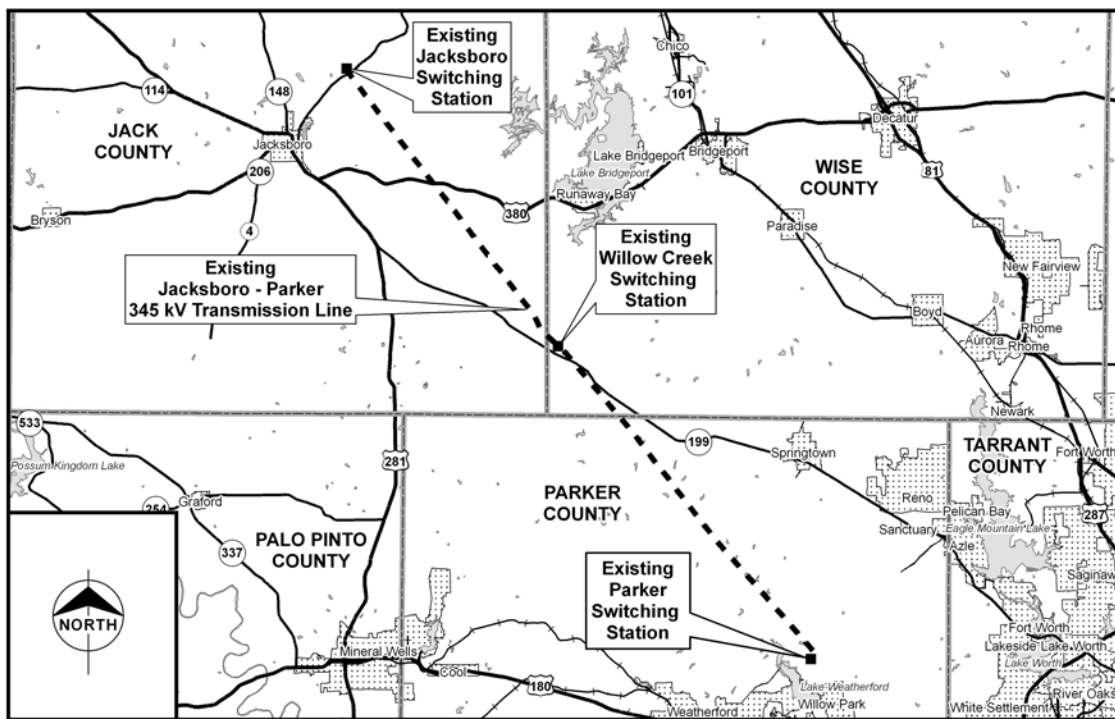 Existing
Jacksboro
Switching
Station
Chico
101
114
148
JACK
COUNTY
Jacksboro
206
Decatur
Lake Bridgeport
Bridgeport
Lake Bridgeport
WISE
COUNTY
81
Runaway Bay
380
Bryson
4
Paradise
Existing
Willow Creek
Switching
Station
New Fairview
Existing
Jacksboro - Parker
345 kV Transmission Line
Boyd
Rhome
Aurora
Rhome
Newark
533
199
TARRANT
COUNTY
Springtown
Fort Worth
281
Possum Kingdom Lake
Graford
254
PARKER
COUNTY
Reno
Pelican Bay
287
Sanctuary
Eagle Mountain Lake
Azle
PALO PINTO
COUNTY
337
Existing
Parker
Switching
Station
Saginaw
NORTH
Fort Worth
Mineral Wells
Lakeside
Lake Worth
Cool
Lake Worth
180
Lake Weatherford
Willow Park
River Oaks
Weatherford
White Settlement